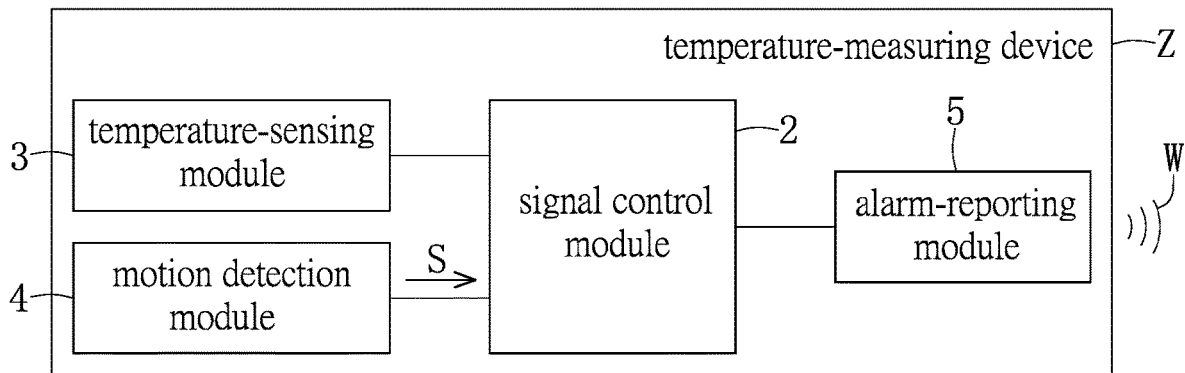 temperature-measuring device
Z
3
temperature-sensing
module
2
signal control
module
5
alarm-reporting
module
W
4
motion detection
module
S